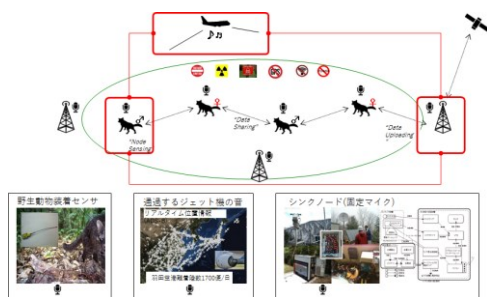 "Node
Sensing"
"Data
Sharing"
"Data
Uploading"
野生動物装着センサ
通過するジェット機の音
リアルタイム位置情報
羽田空港離着陸数1700便/日
シンクノード(固定マイク)